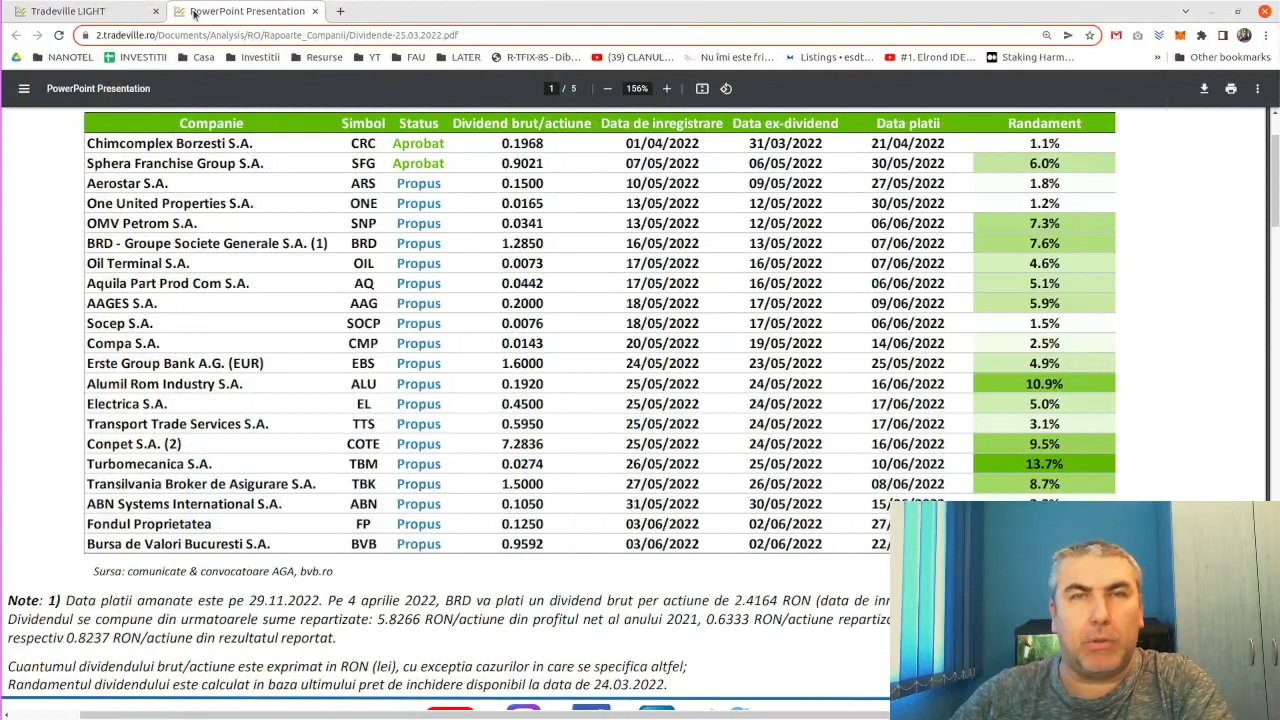 Tradeville LIGHT
PowerPoint Presentation
2.tradeville.ro/Documents/Analysis/RO/Rapoarte_Companii/Dividende-25.03.2022.pdf
NANOTEL INVESTITII Casa Investitii Resurse YT FAU LATER R-TFIX-8S - Dib... (39) CLANUL... Nu îmi este fri... Listings • esdt... #1. Elrond IDE... Staking Harm... » Other bookmarks
PowerPoint Presentation 1 / 5 156%
Companie Simbol Status Dividend brut/actiune Data de inregistrare Data ex-dividend Data platii Randament
Chimcomplex Borzesti S.A. CRC Aprobat 0.1968 01/04/2022 31/03/2022 21/04/2022 1.1%
Sphera Franchise Group S.A. SFG Aprobat 0.9021 07/05/2022 06/05/2022 30/05/2022 6.0%
Aerostar S.A. ARS Propus 0.1500 10/05/2022 09/05/2022 27/05/2022 1.8%
One United Properties S.A. ONE Propus 0.0165 13/05/2022 12/05/2022 30/05/2022 1.2%
OMV Petrom S.A. SNP Propus 0.0341 13/05/2022 12/05/2022 06/06/2022 7.3%
BRD - Groupe Societe Generale S.A. (1) BRD Propus 1.2850 16/05/2022 13/05/2022 07/06/2022 7.6%
Oil Terminal S.A. OIL Propus 0.0073 17/05/2022 16/05/2022 07/06/2022 4.6%
Aquila Part Prod Com S.A. AQ Propus 0.0442 17/05/2022 16/05/2022 06/06/2022 5.1%
AAGES S.A. AAG Propus 0.2000 18/05/2022 17/05/2022 09/06/2022 5.9%
Socep S.A. SOCP Propus 0.0076 18/05/2022 17/05/2022 06/06/2022 1.5%
Compa S.A. CMP Propus 0.0143 20/05/2022 19/05/2022 14/06/2022 2.5%
Erste Group Bank A.G. (EUR) EBS Propus 1.6000 24/05/2022 23/05/2022 25/05/2022 4.9%
Alumil Rom Industry S.A. ALU Propus 0.1920 25/05/2022 24/05/2022 16/06/2022 10.9%
Electrica S.A. EL Propus 0.4500 25/05/2022 24/05/2022 17/06/2022 5.0%
Transport Trade Services S.A. TTS Propus 0.5950 25/05/2022 24/05/2022 17/06/2022 3.1%
Conpet S.A. (2) COTE Propus 7.2836 25/05/2022 24/05/2022 16/06/2022 9.5%
Turbomecanica S.A. TBM Propus 0.0274 26/05/2022 25/05/2022 10/06/2022 13.7%
Transilvania Broker de Asigurare S.A. TBK Propus 1.5000 27/05/2022 26/05/2022 08/06/2022 8.7%
ABN Systems International S.A. ABN Propus 0.1050 31/05/2022 30/05/2022 15/
Fondul Proprietatea FP Propus 0.1250 03/06/2022 02/06/2022 27/
Bursa de Valori Bucuresti S.A. BVB Propus 0.9592 03/06/2022 02/06/2022 22/
Sursa: comunicate & convocatoare AGA, bvb.ro
Note: 1) Data platii amanate este pe 29.11.2022. Pe 4 aprilie 2022, BRD va plati un dividend brut per actiune de 2.4164 RON (data de
Dividendul se compune din urmatoarele sume repartizate: 5.8266 RON/actiune din profitul net al anului 2021, 0.6333 RON/actiune
respectiv 0.8237 RON/actiune din rezultatul reportat.
Cuantumul dividendului brut/actiune este exprimat in RON (lei), cu exceptia cazurilor in care se specifica altfel;
Randamentul dividendului este calculat in baza ultimului pret de inchidere disponibil la data de 24.03.2022.